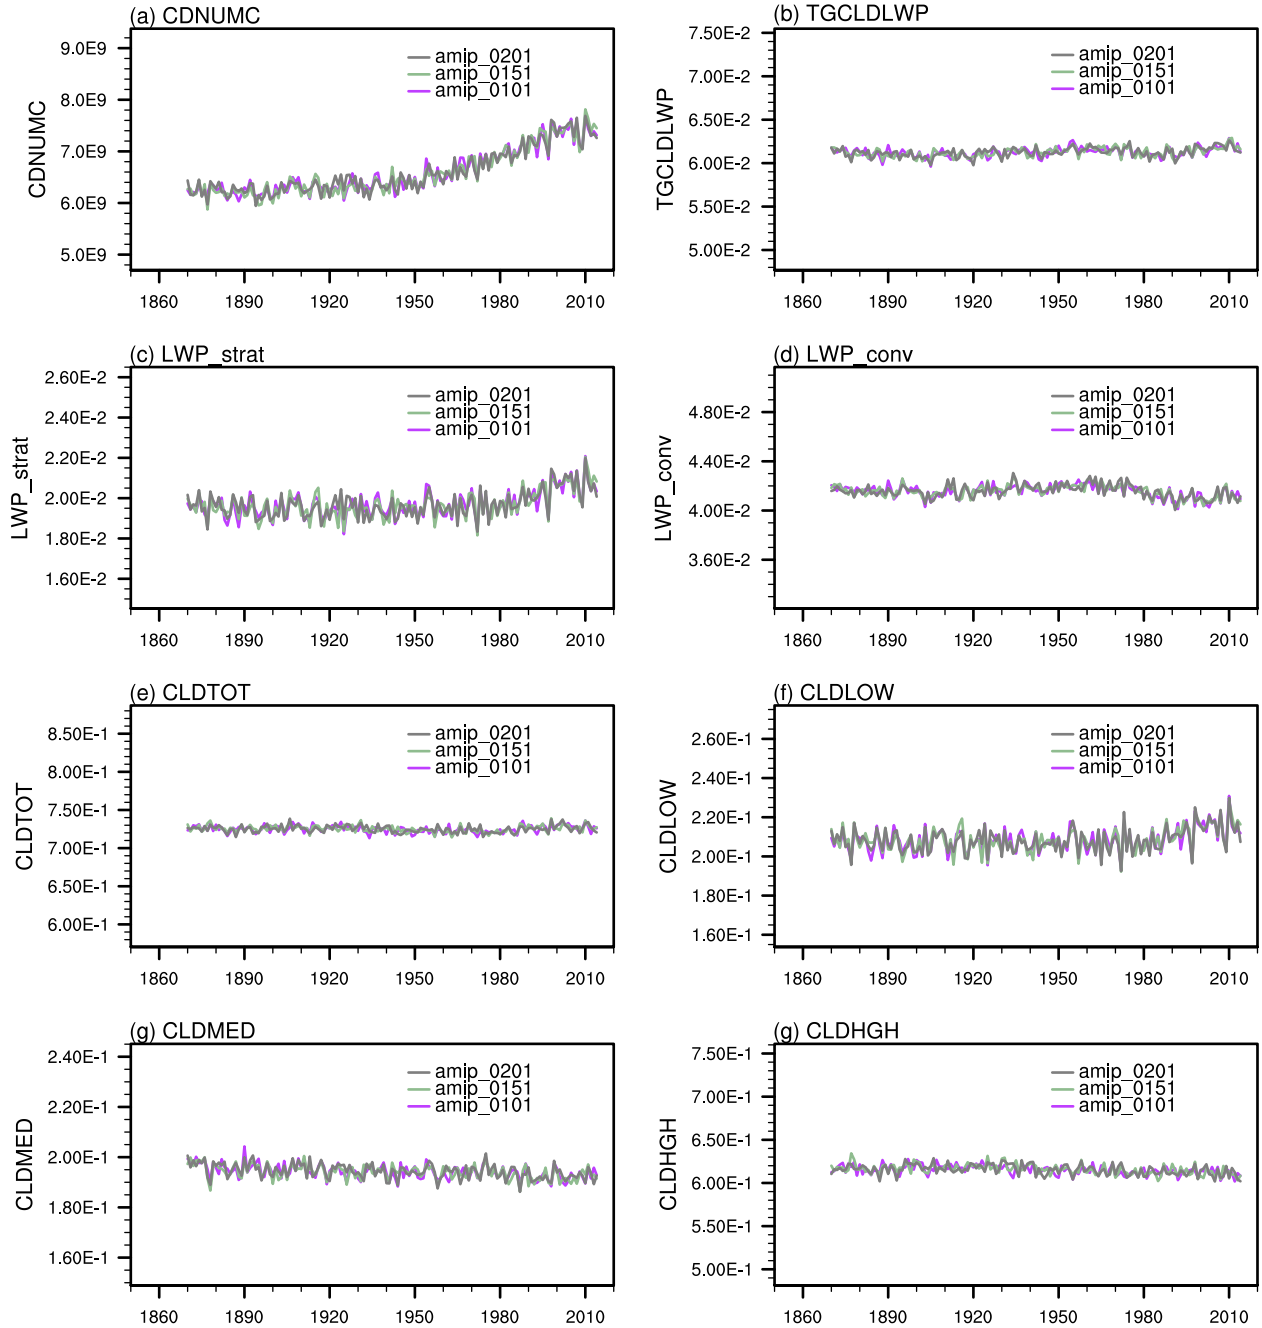 (a) CDNUMC
CDNUMC
9.0E9
8.0E9
7.0E9
6.0E9
5.0E9
amip_0201
amip_0151
amip_0101
1860 1890 1920 1950 1980 2010
(b) TGCLDLWP
TGCLDLWP
7.50E-2
7.00E-2
6.50E-2
6.00E-2
5.50E-2
5.00E-2
amip_0201
amip_0151
amip_0101
1860 1890 1920 1950 1980 2010
(c) LWP_strat
LWP_strat
2.60E-2
2.40E-2
2.20E-2
2.00E-2
1.80E-2
1.60E-2
amip_0201
amip_0151
amip_0101
1860 1890 1920 1950 1980 2010
(d) LWP_conv
LWP_conv
4.80E-2
4.40E-2
4.00E-2
3.60E-2
amip_0201
amip_0151
amip_0101
1860 1890 1920 1950 1980 2010
(e) CLDTOT
CLDTOT
8.50E-1
8.00E-1
7.50E-1
7.00E-1
6.50E-1
6.00E-1
amip_0201
amip_0151
amip_0101
1860 1890 1920 1950 1980 2010
(f) CLDLOW
CLDLOW
2.60E-1
2.40E-1
2.20E-1
2.00E-1
1.80E-1
1.60E-1
amip_0201
amip_0151
amip_0101
1860 1890 1920 1950 1980 2010
(g) CLDMED
CLDMED
2.40E-1
2.20E-1
2.00E-1
1.80E-1
1.60E-1
amip_0201
amip_0151
amip_0101
1860 1890 1920 1950 1980 2010
(g) CLDHGH
CLDHGH
7.50E-1
7.00E-1
6.50E-1
6.00E-1
5.50E-1
5.00E-1
amip_0201
amip_0151
amip_0101
1860 1890 1920 1950 1980 2010